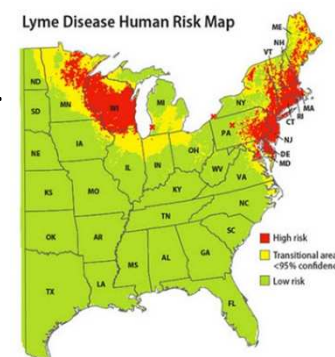 Lyme Disease Human Risk Map
ME
NH
VT
ND
MN
WI
MI
NY
MA
RI
CT
SD
IA
PA
NJ
NE
IL
IN
OH
DE
MD
WV
VA
KS
MO
KY
NC
TN
OK
AR
SC
MS
AL
GA
TX
LA
FL
High risk
Transitional area
<95% confidenc
Low risk